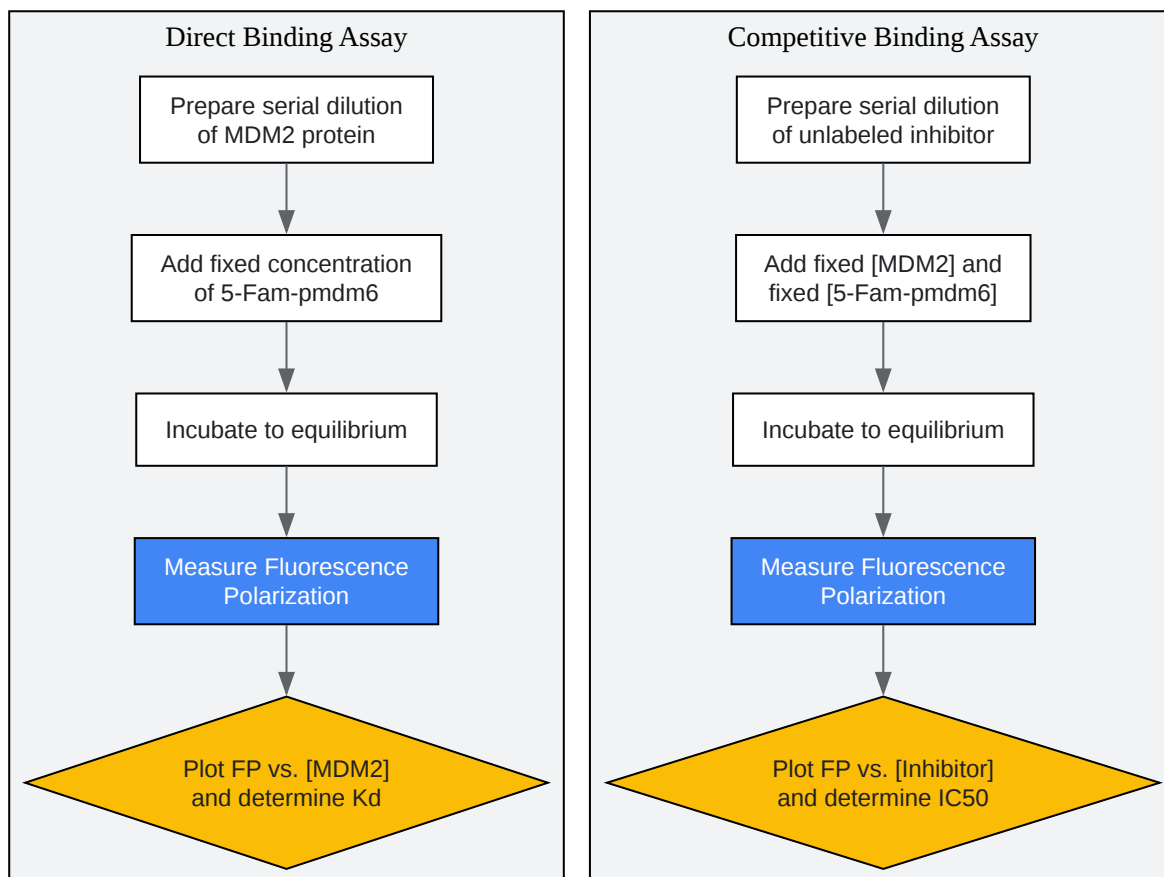 Direct Binding Assay
Prepare serial dilution
of MDM2 protein
Add fixed concentration
of 5-Fam-pmdm6
Incubate to equilibrium
Measure Fluorescence
Polarization
Plot FP vs. [MDM2]
and determine Kd
Competitive Binding Assay
Prepare serial dilution
of unlabeled inhibitor
Add fixed [MDM2] and
fixed [5-Fam-pmdm6]
Incubate to equilibrium
Measure Fluorescence
Polarization
Plot FP vs. [Inhibitor]
and determine IC50